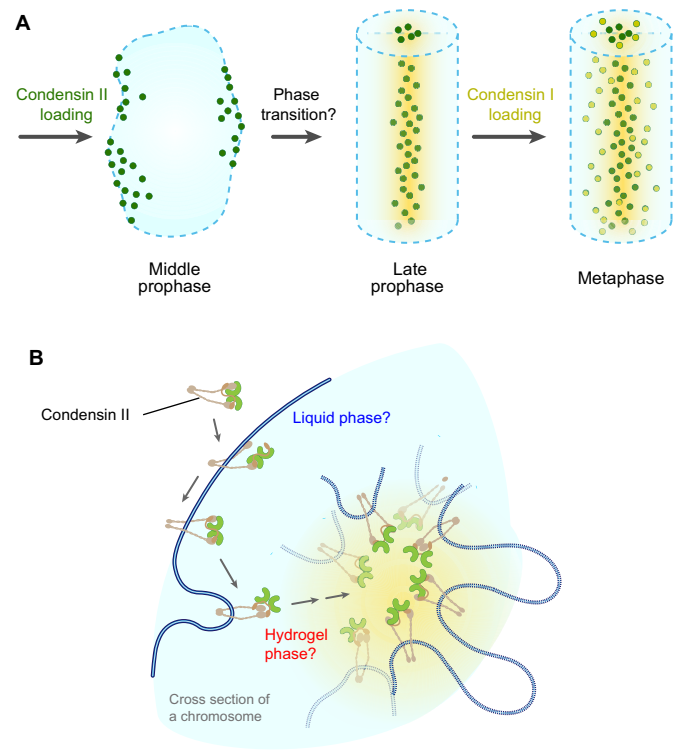 A
Condensin II
loading
Phase
transition?
Condensin I
loading
Middle
prophase
Late
prophase
Metaphase
B
Condensin II
Liquid phase?
Hydrogel
phase?
Cross section of
a chromosome